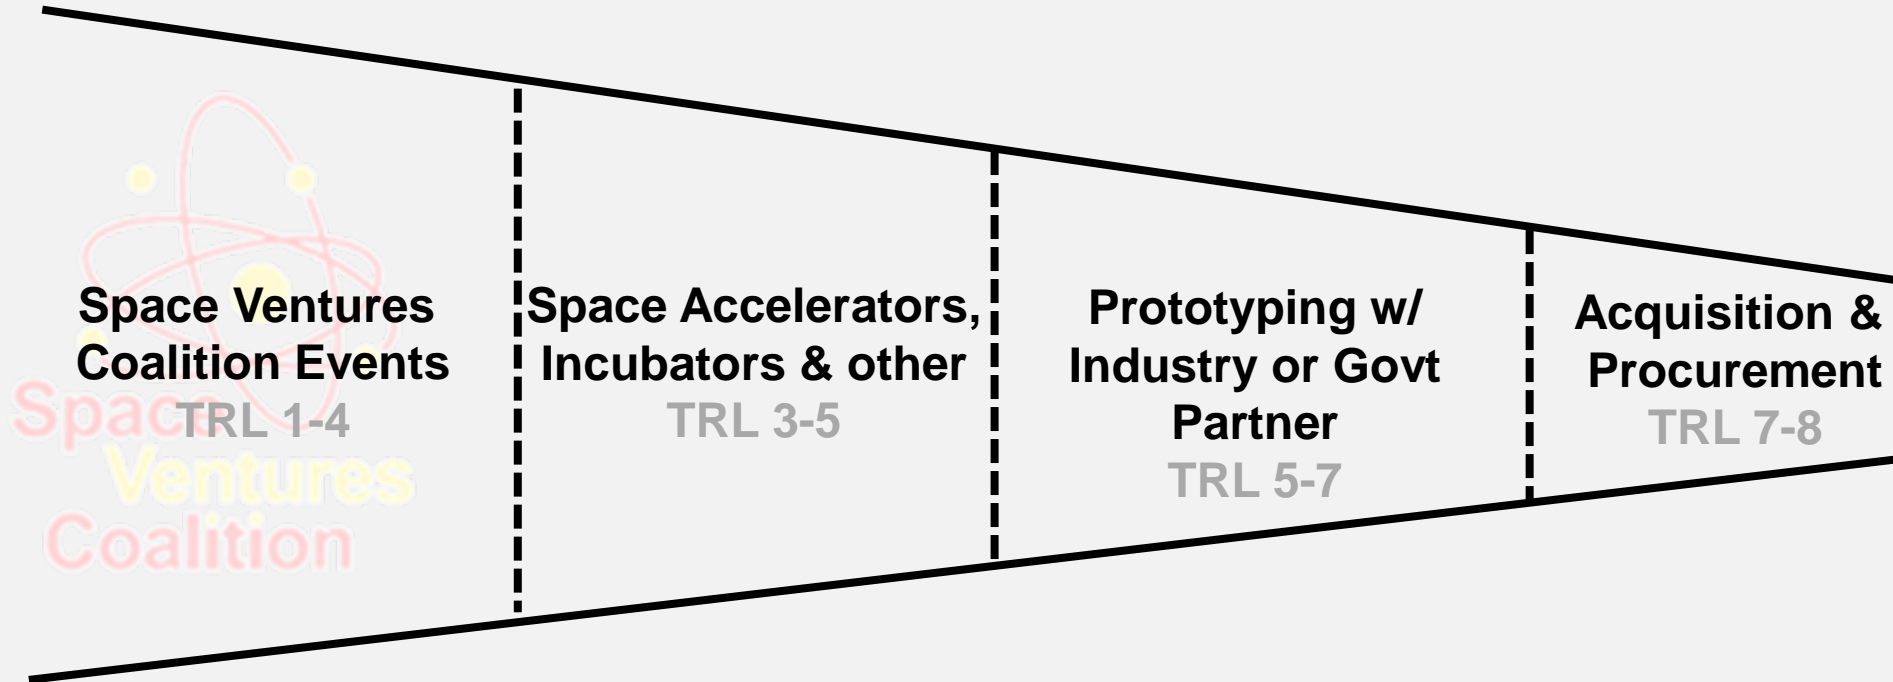 Space Ventures
Coalition Events
TRL 1-4
Space Accelerators,
Incubators & other
TRL 3-5
Prototyping w/
Industry or Govt
Partner
TRL 5-7
Acquisition &
Procurement
TRL 7-8
Space
Ventures
Coalition